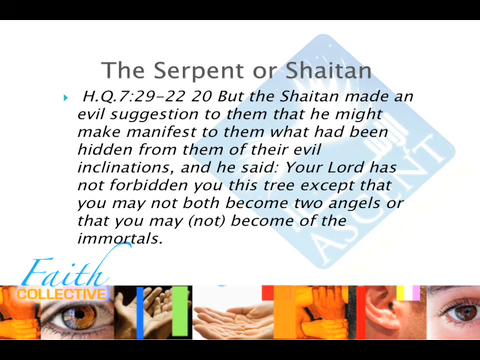 The Serpent or Shaitan
H.Q.7:29-22 20 But the Shaitan made an
evil suggestion to them that he might
make manifest to them what had been
hidden from them of their evil
inclinations, and he said: Your Lord has
not forbidden you this tree except that
you may not both become two angels or
that you may (not) become of the
immortals.
ASCENT
Faith
COLLECTIVE